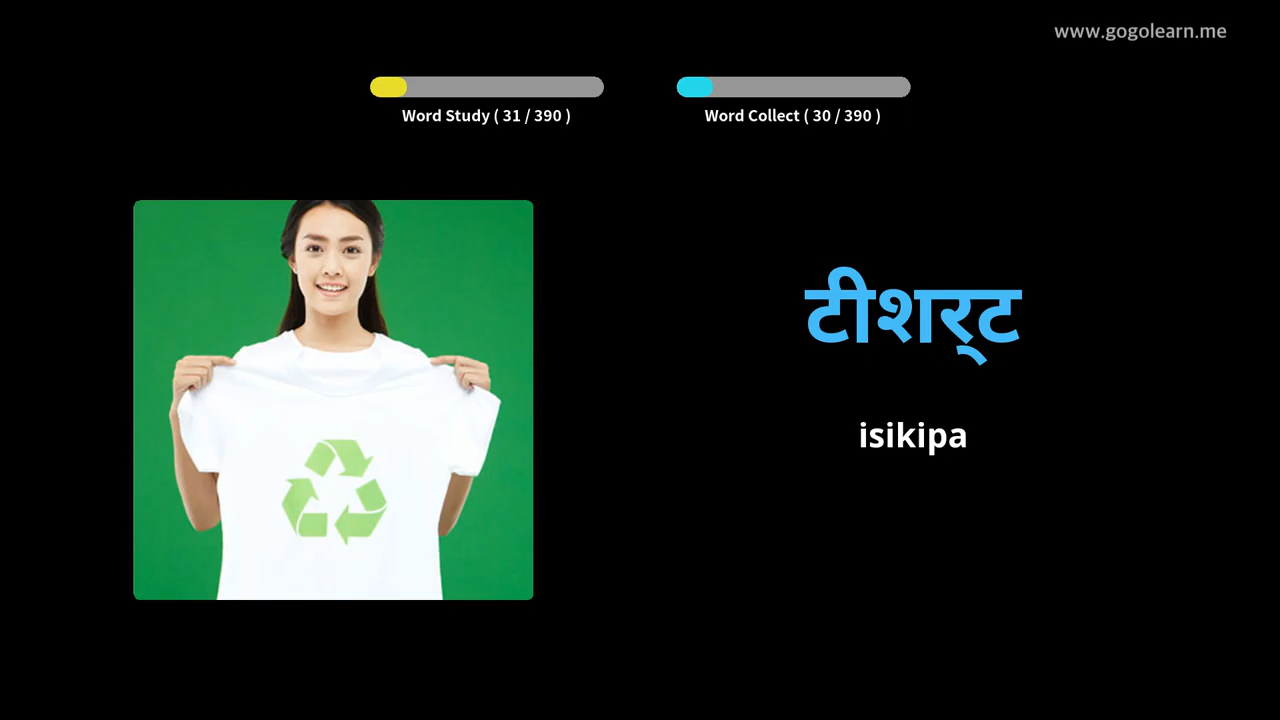 www.gogolearn.me
Word Study ( 31 / 390 )
Word Collect ( 30 / 390 )
टीशर्‌ट
isikipa